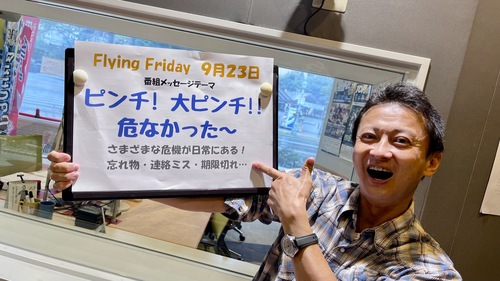 Flying Friday 9月23日
番組メッセージテーマ
ピンチ! 大ピンチ!!
危なかった〜
さまざまな危機が日常にある!
忘れ物・連絡ミス・期限切れ…